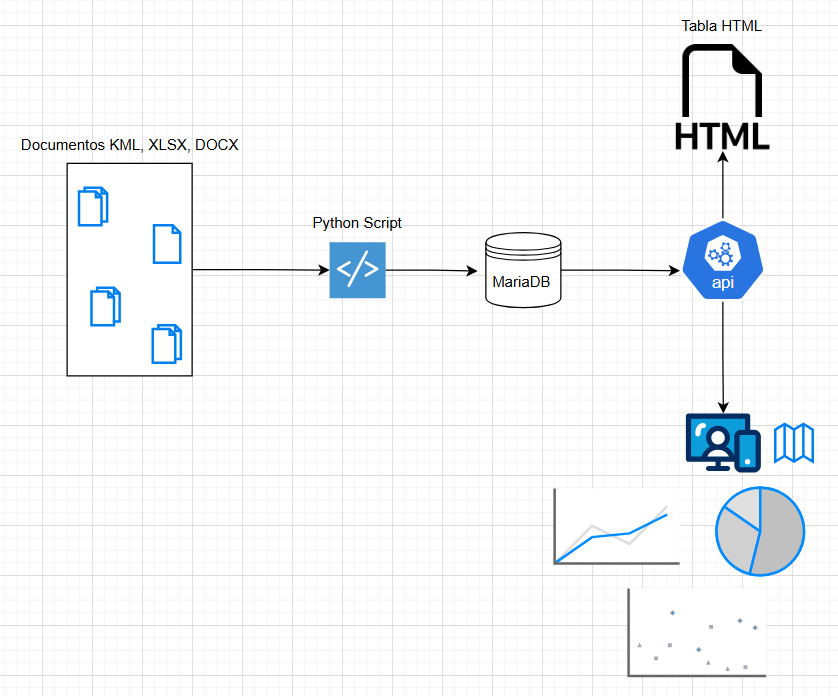 Tabla HTML
HTML
Documentos KML, XLSX, DOCX
Python Script
</>
MariaDB
api